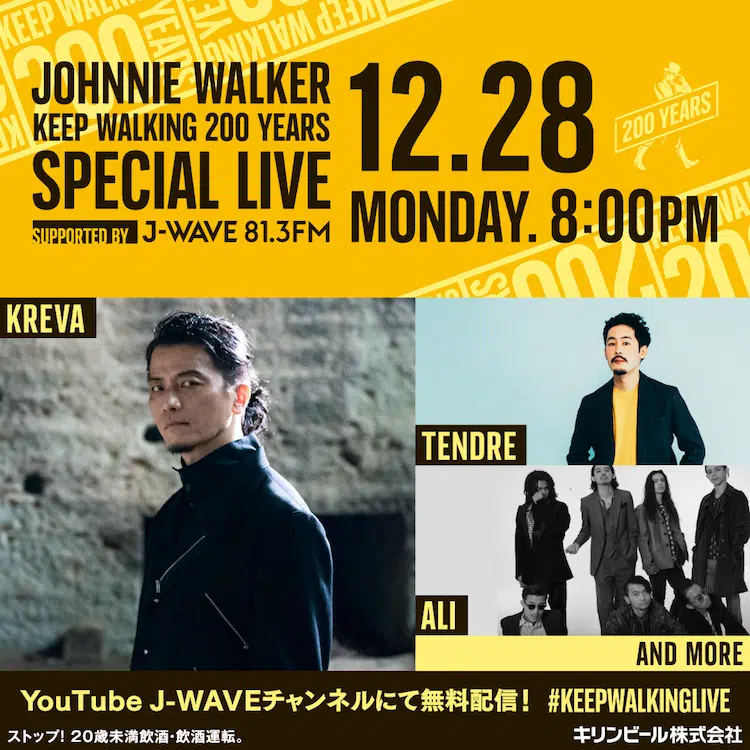 JOHNNIE WALKER
KEEP WALKING 200 YEARS
SPECIAL LIVE
SUPPORTED BY J-WAVE 81.3FM
12.28
MONDAY. 8:00PM
200 YEARS
KREVA
TENDRE
ALI
AND MORE
YouTube J-WAVEチャンネルにて無料配信! #KEEPWALKINGLIVE
ストップ! 20歳未満飲酒・飲酒運転。
キリンビール株式会社